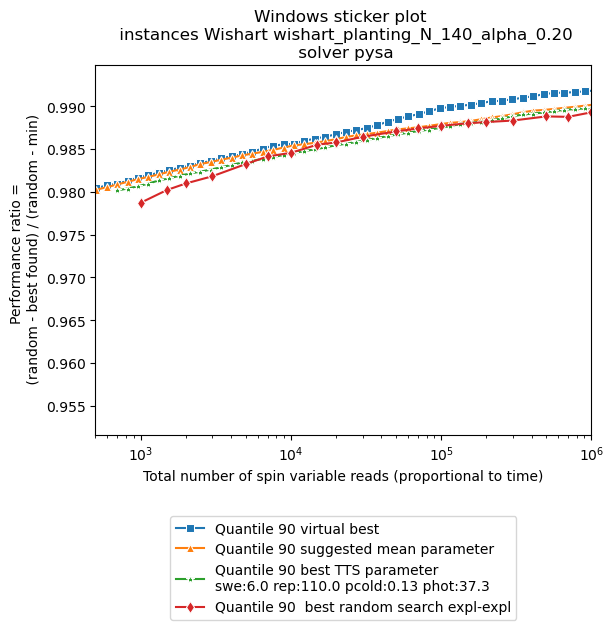 Windows sticker plot
instances Wishart wishart_planting_N_140_alpha_0.20
solver pysa
Performance ratio =
(random - best found) / (random - min)
0.990
0.985
0.980
0.975
0.970
0.965
0.960
0.955
10³
10⁴
10⁵
10⁶
Total number of spin variable reads (proportional to time)
Quantile 90 virtual best
Quantile 90 suggested mean parameter
Quantile 90 best TTS parameter
swe:6.0 rep:110.0 pcold:0.13 phot:37.3
Quantile 90  best random search expl-expl